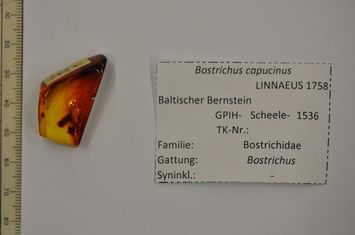 Bostrichus capucinus
LINNAEUS 1758
Baltischer Bernstein
GPIH- Scheele- 1536
TK-Nr.:
Familie: Bostrichidae
Gattung: Bostrichus
Syninkl.: -